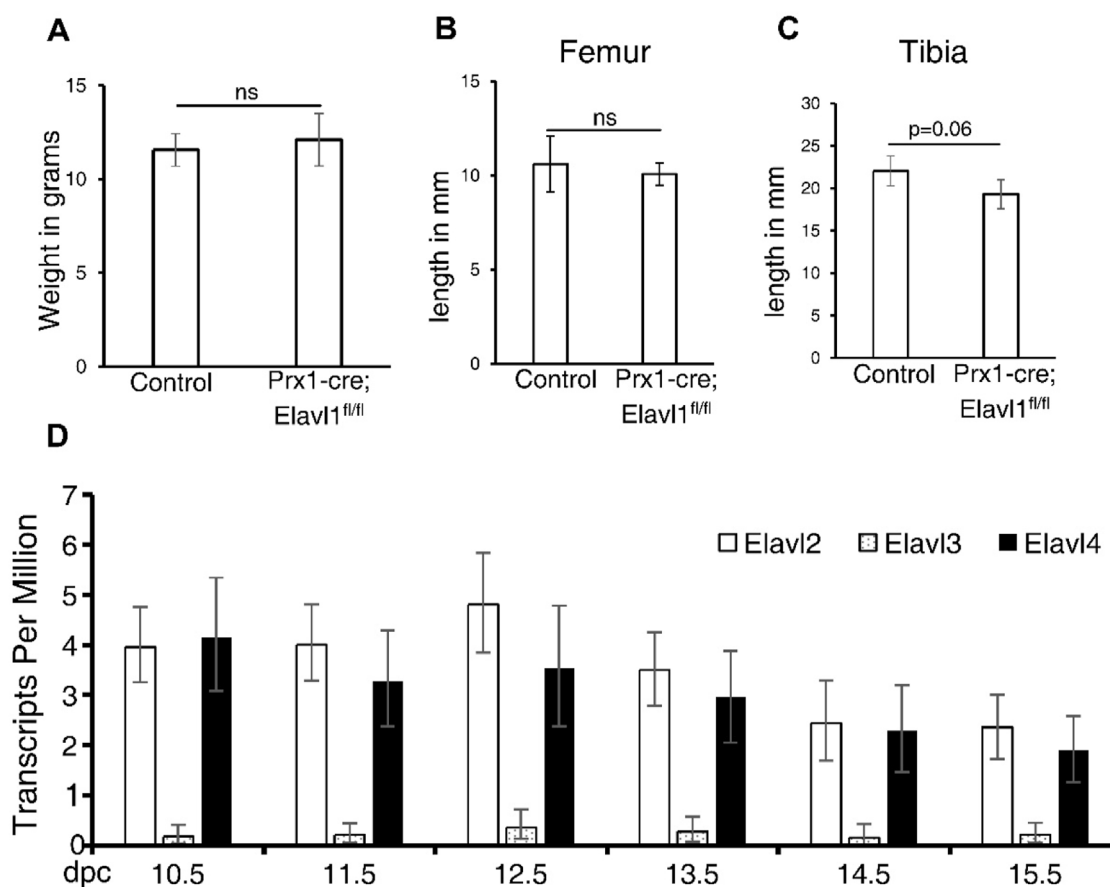 A
15
10
5
0
Weight in grams
ns
Control
Prx1-cre;
Elavl1fl/fl
B
Femur
15
10
5
0
length in mm
ns
Control
Prx1-cre;
Elavl1fl/fl
C
Tibia
30
25
20
15
10
5
0
length in mm
p=0.06
Control
Prx1-cre;
Elavl1fl/fl
D
7
6
5
4
3
2
1
0
Transcripts Per Million
Elavl2 Elavl3 Elavl4
dpc 10.5 11.5 12.5 13.5 14.5 15.5